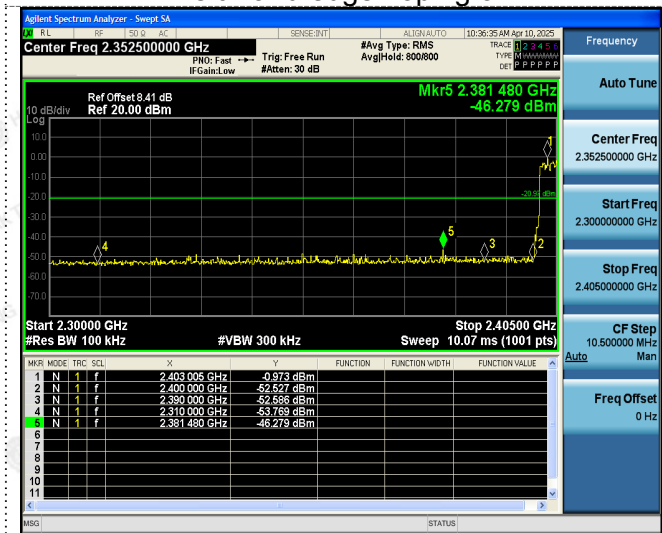 Agilent Spectrum Analyzer - Swept SA
LXI RL RF 50 Ω AC SENSE:INT ALIGN AUTO 10:36:35 AM Apr 10, 2025
Center Freq 2.352500000 GHz #Avg Type: RMS TRACE 1 2 3 4 5 6
PNO: Fast Trig: Free Run Avg|Hold: 800/800 TYPE M
IFGain:Low #Atten: 30 dB DET P P P P P P
Ref Offset 8.41 dB
10 dB/div Ref 20.00 dBm
Log
Mkr5 2.381 480 GHz
-46.279 dBm
10.0
0.00
-10.0
-20.0
-30.0
-40.0
-50.0
-60.0
-70.0
1
4
5
3
2
Start 2.30000 GHz Stop 2.40500 GHz
#Res BW 100 kHz #VBW 300 kHz Sweep 10.07 ms (1001 pts)
MKR MODE TRC SCL X Y FUNCTION FUNCTION WIDTH FUNCTION VALUE
1 N 1 f 2.403 005 GHz -0.973 dBm
2 N 1 f 2.400 000 GHz -52.527 dBm
3 N 1 f 2.390 000 GHz -52.586 dBm
4 N 1 f 2.310 000 GHz -53.769 dBm
5 N 1 f 2.381 480 GHz -46.279 dBm
6
7
8
9
10
11
MSG STATUS
Frequency
Auto Tune
Center Freq
2.352500000 GHz
Start Freq
2.300000000 GHz
Stop Freq
2.405000000 GHz
CF Step
10.500000 MHz
Auto Man
Freq Offset
0 Hz